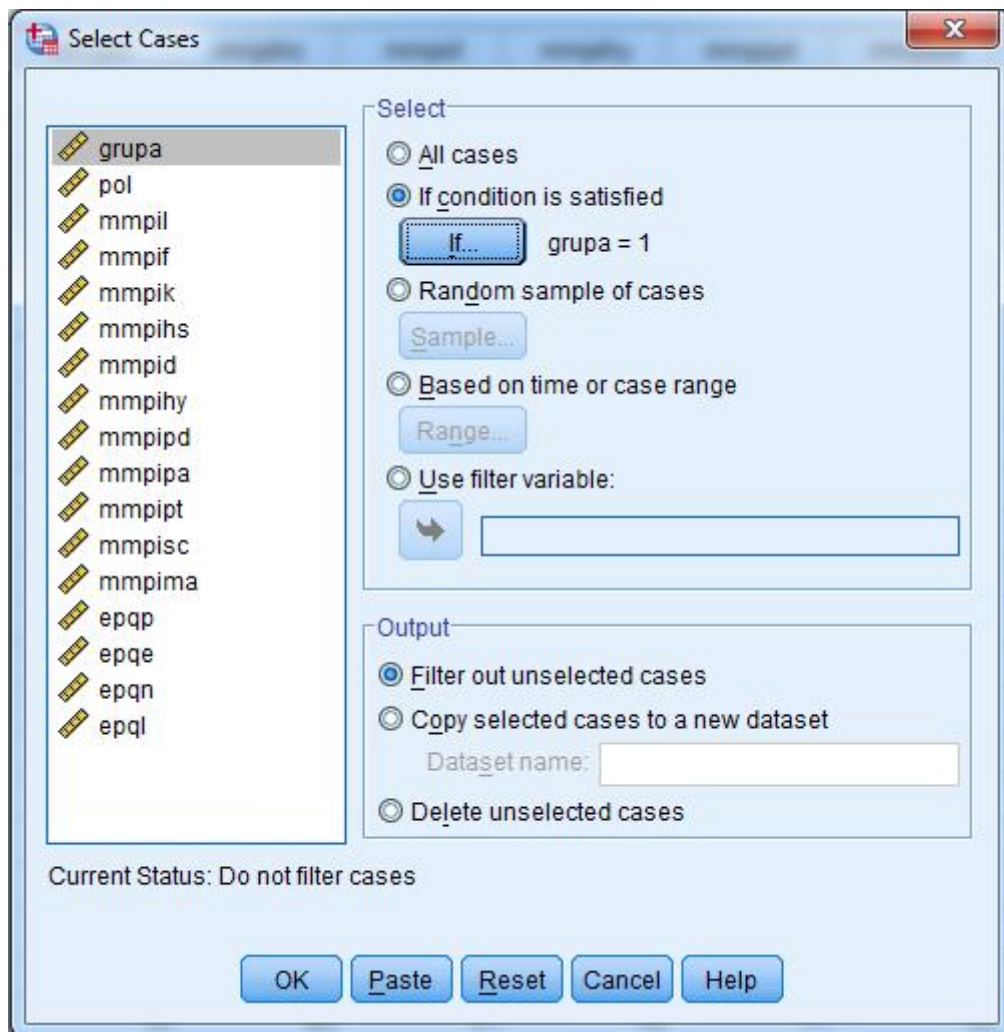 Select Cases
grupa
pol
mmpil
mmpif
mmpik
mmpihs
mmpid
mmpihy
mmpipd
mmpipa
mmpipt
mmpisc
mmpima
epqp
epqe
epqn
epql
Select
All cases
If condition is satisfied
If... grupa = 1
Random sample of cases
Sample...
Based on time or case range
Range...
Use filter variable:
Output
Filter out unselected cases
Copy selected cases to a new dataset
Dataset name:
Delete unselected cases
Current Status: Do not filter cases
OK Paste Reset Cancel Help